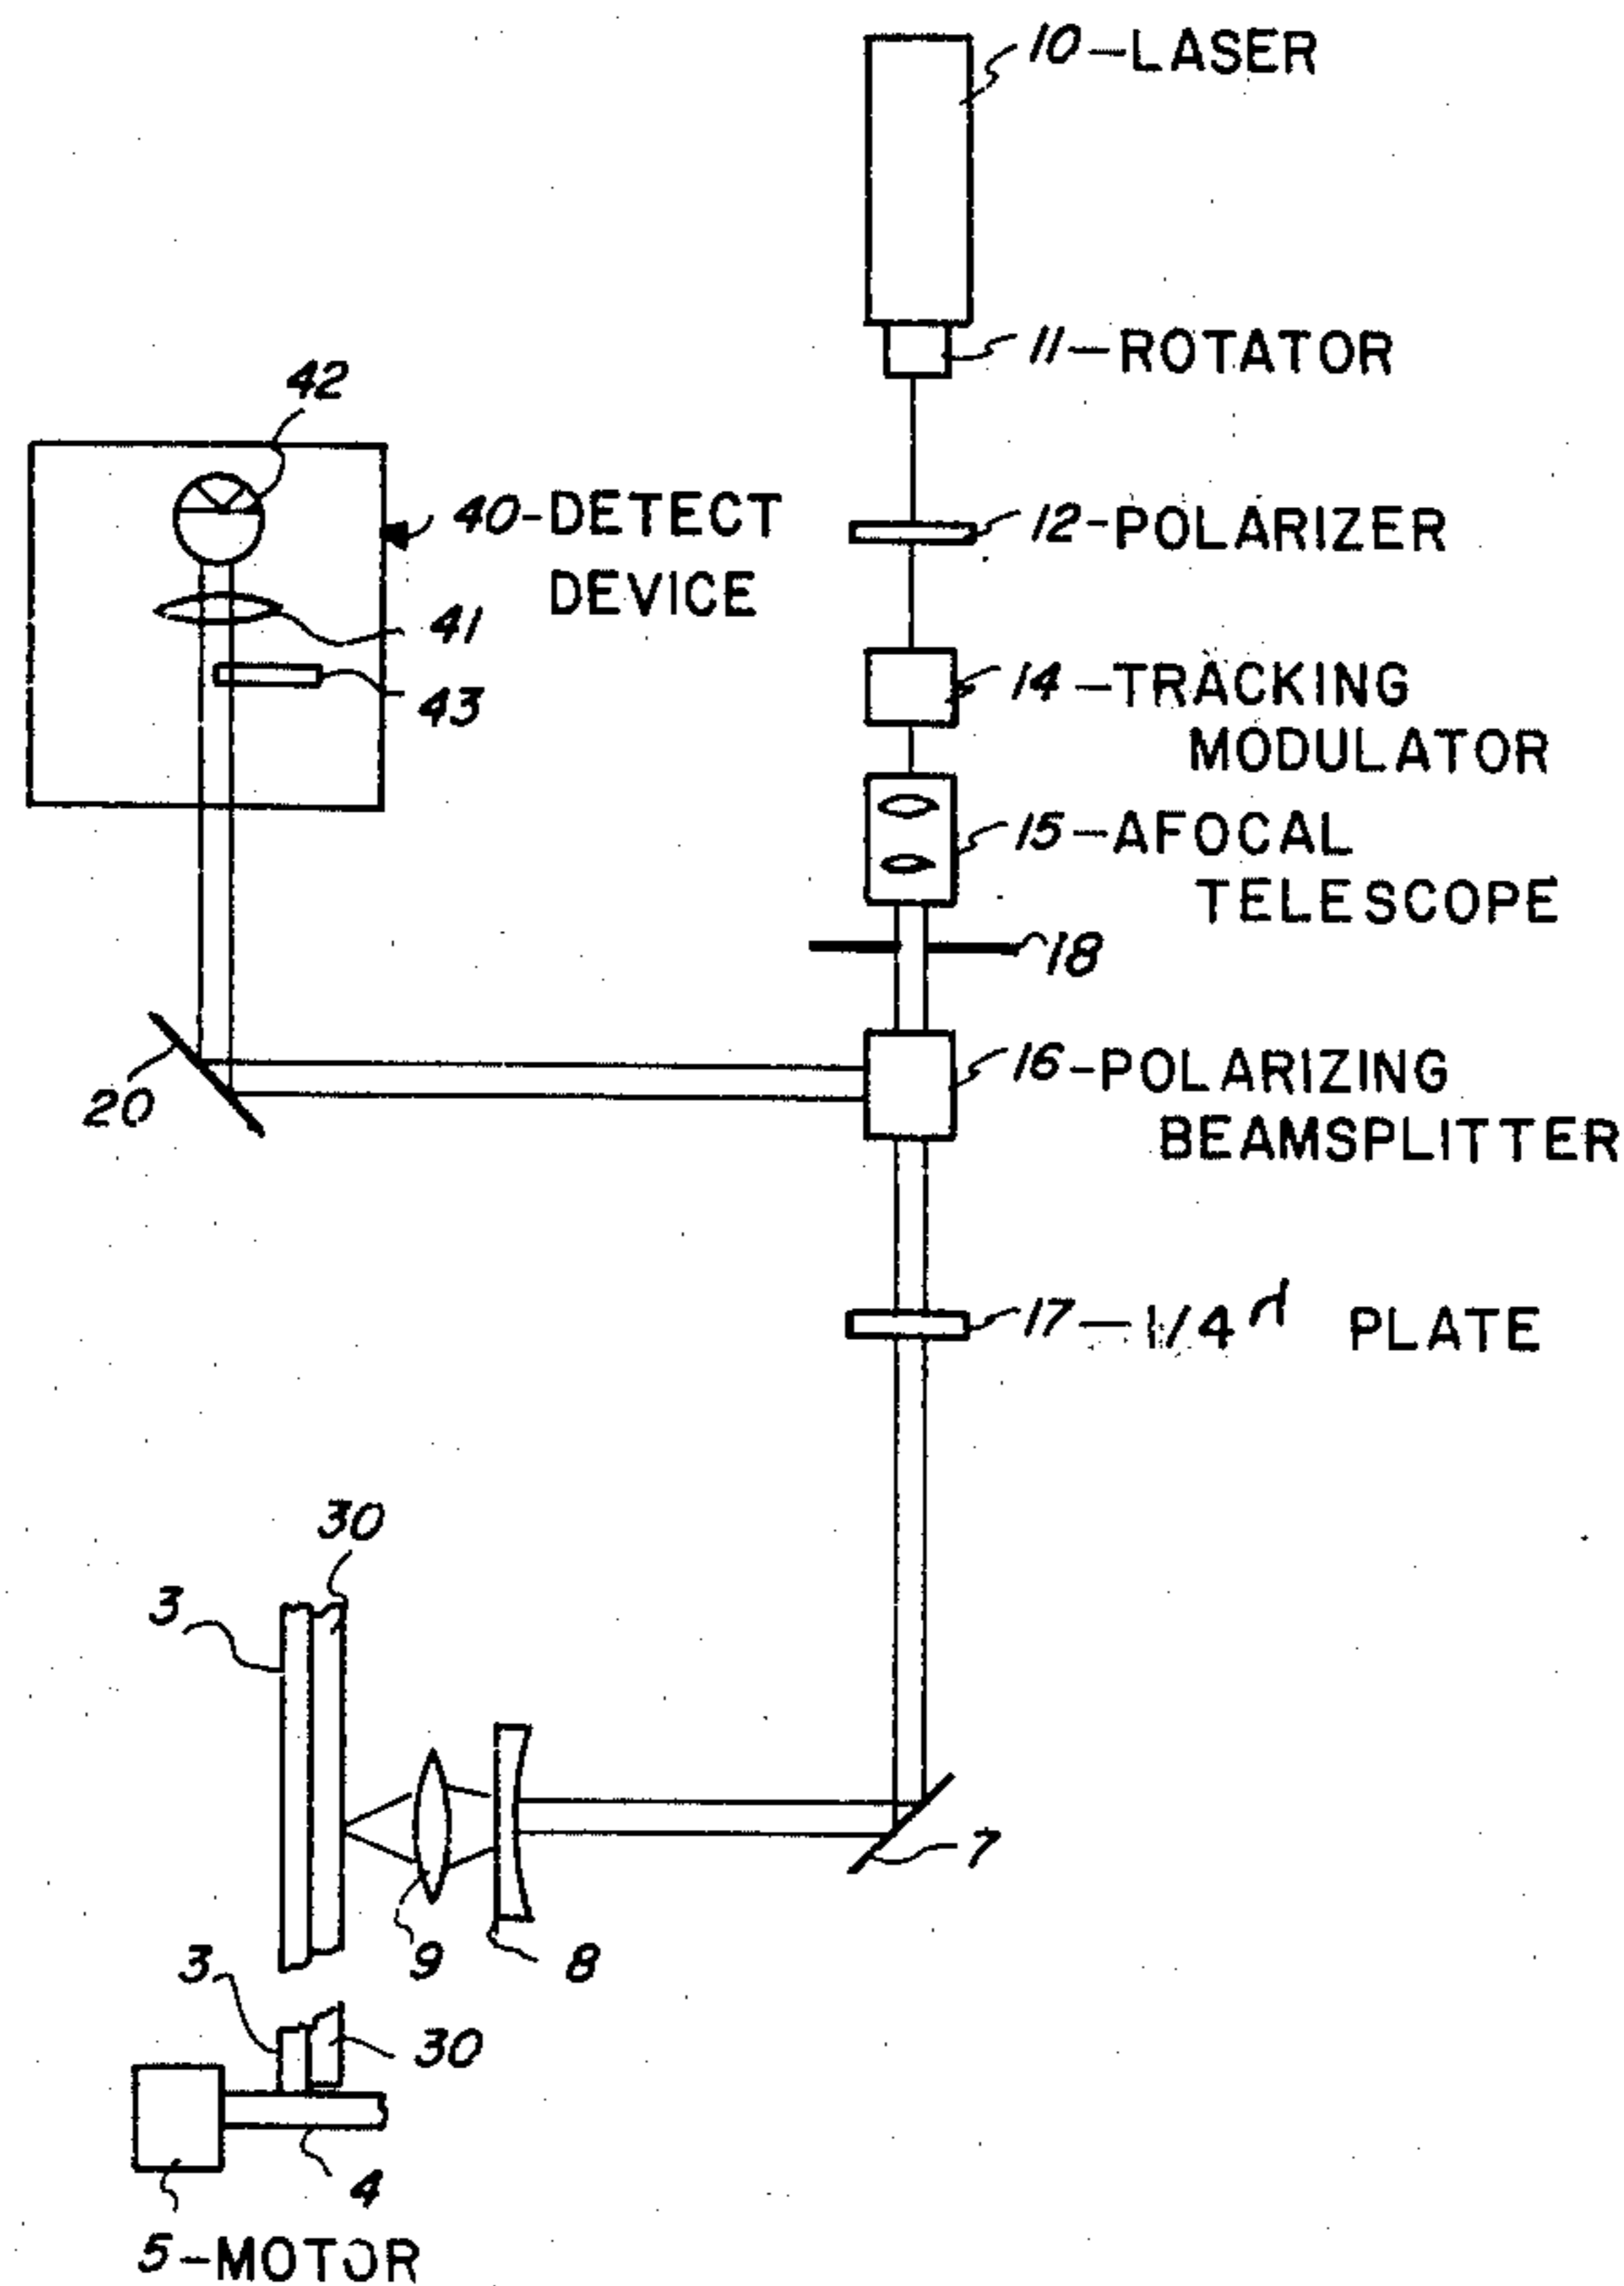 10-LASER
11-ROTATOR
42
40-DETECT
DEVICE
12-POLARIZER
41
43
14-TRACKING
MODULATOR
15-AFOCAL
TELESCOPE
18
16-POLARIZING
BEAMSPLITTER
20
17-1/4 λ PLATE
30
3
7
9
8
3
30
4
5-MOTOR